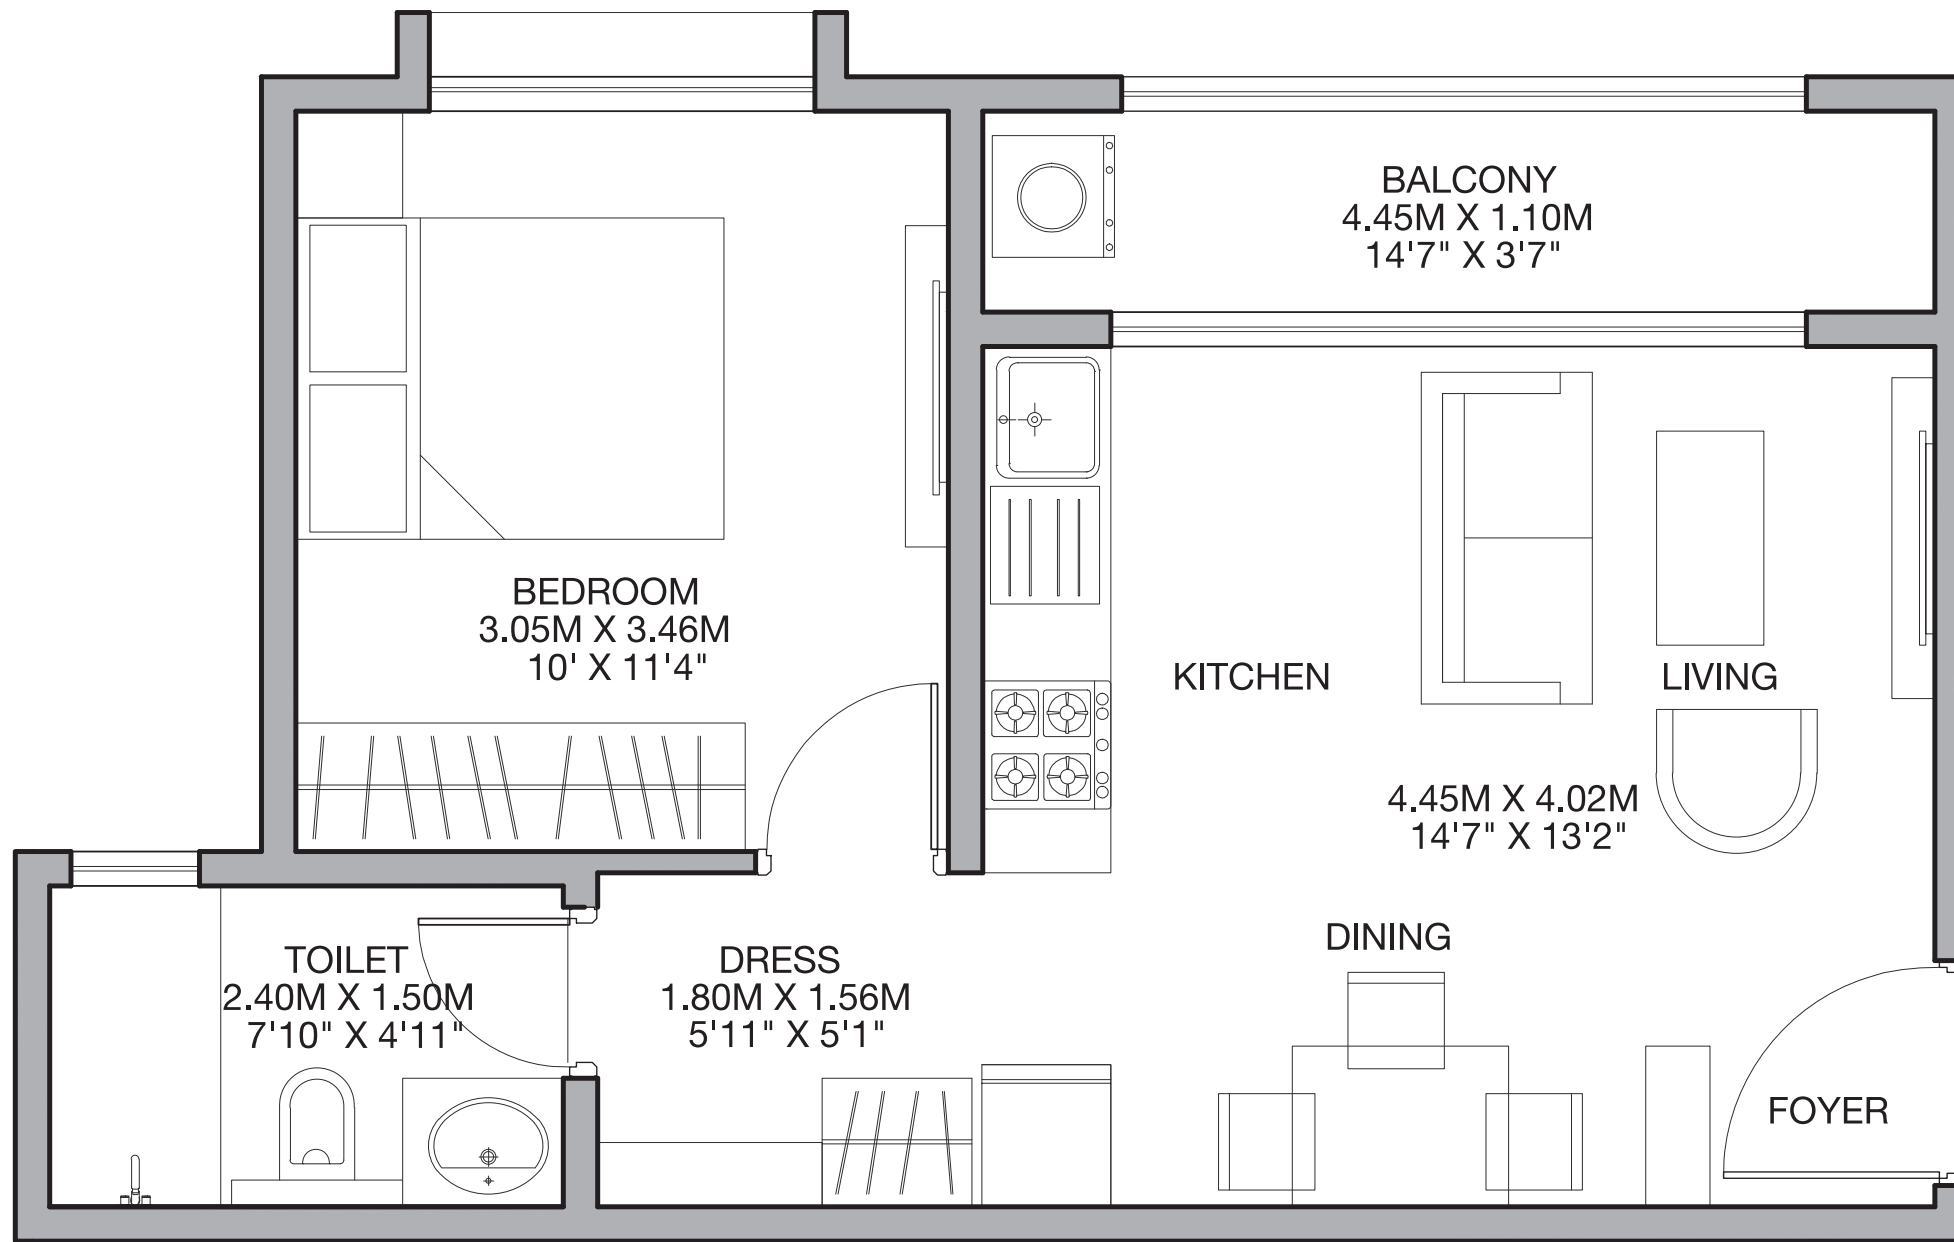 BALCONY
4.45M X 1.10M
14'7" X 3'7"
BEDROOM
3.05M X 3.46M
10' X 11'4"
KITCHEN
LIVING
4.45M X 4.02M
14'7" X 13'2"
DINING
TOILET
2.40M X 1.50M
7'10" X 4'11"
DRESS
1.80M X 1.56M
5'11" X 5'1"
FOYER